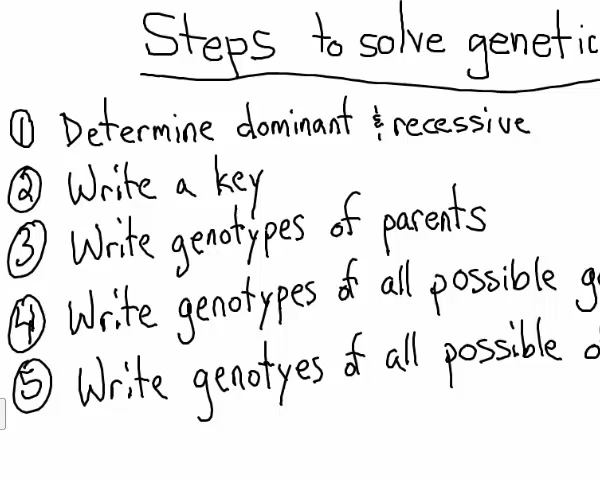 Steps to solve genetic
① Determine dominant & recessive
② Write a key
③ Write genotypes of parents
④ Write genotypes of all possible g
⑤ Write genotyes of all possible o